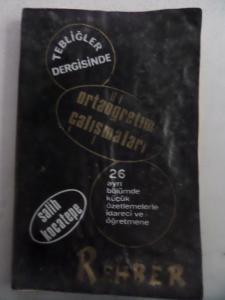 TEBLİĞLER
DERGİSİNDE
ortaöğretim
çalışmaları
26
ayrı
bölümde
küçük
özetlemelerle
idareci ve
öğretmene
salih
kocatepe
REHBER